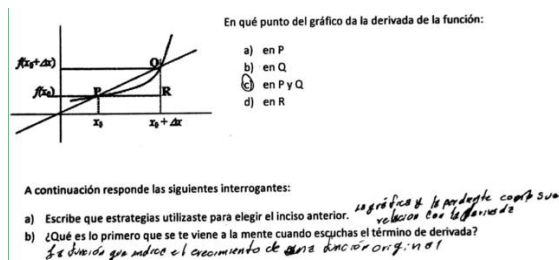 En qué punto del gráfico da la derivada de la función:
a) en P
b) en Q
c) en P y Q
d) en R
f(x₀+Δx)
Q
f(x₀)
P
R
x₀
x₀ + Δx
A continuación responde las siguientes interrogantes:
a) Escribe que estrategias utilizaste para elegir el inciso anterior. La gráfica y la pendiente como su relacion con la derivada
b) ¿Qué es lo primero que se te viene a la mente cuando escuchas el término de derivada?
La función que indica el crecimiento de una función original